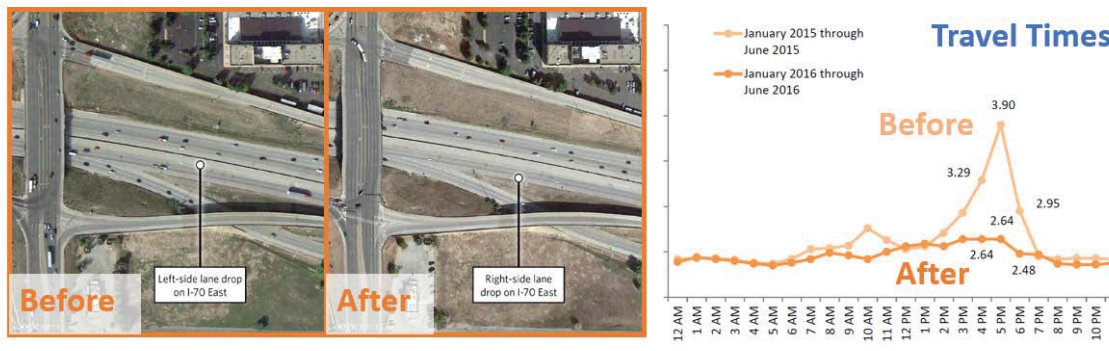 Left-side lane drop
on I-70 East
Before
Right-side lane
drop on I-70 East
After
Travel Times
January 2015 through
June 2015
January 2016 through
June 2016
Before
3.90
3.29
2.95
2.64
2.64
2.48
After
12 AM
1 AM
2 AM
3 AM
4 AM
5 AM
6 AM
7 AM
8 AM
9 AM
10 AM
11 AM
12 PM
1 PM
2 PM
3 PM
4 PM
5 PM
6 PM
7 PM
8 PM
9 PM
10 PM